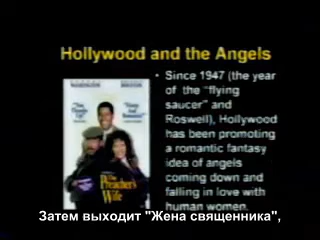 Hollywood and the Angels
• Since 1947 (the year
of the "flying
saucer" and
Roswell), Hollywood
has been promoting
a romantic fantasy
idea of angels
coming down and
falling in love with
human women.
The
Preacher's
Wife
Затем выходит "Жена священника",